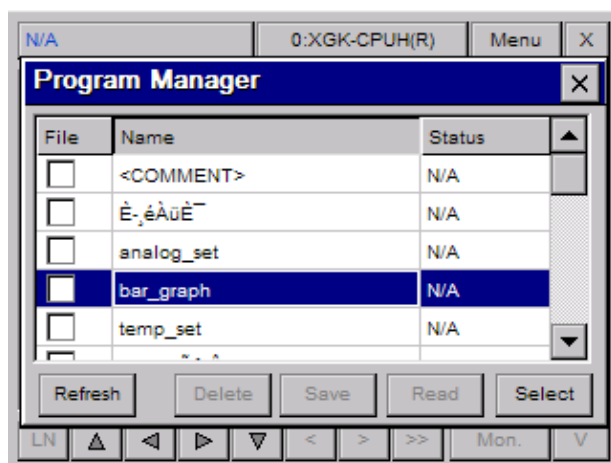 N/A 0:XGK-CPUH(R) Menu X
Program Manager
File Name Status
<COMMENT> N/A
È-¸éÀüÈ¯ N/A
analog_set N/A
bar_graph N/A
temp_set N/A
Refresh Delete Save Read Select
LN < > >> Mon. V